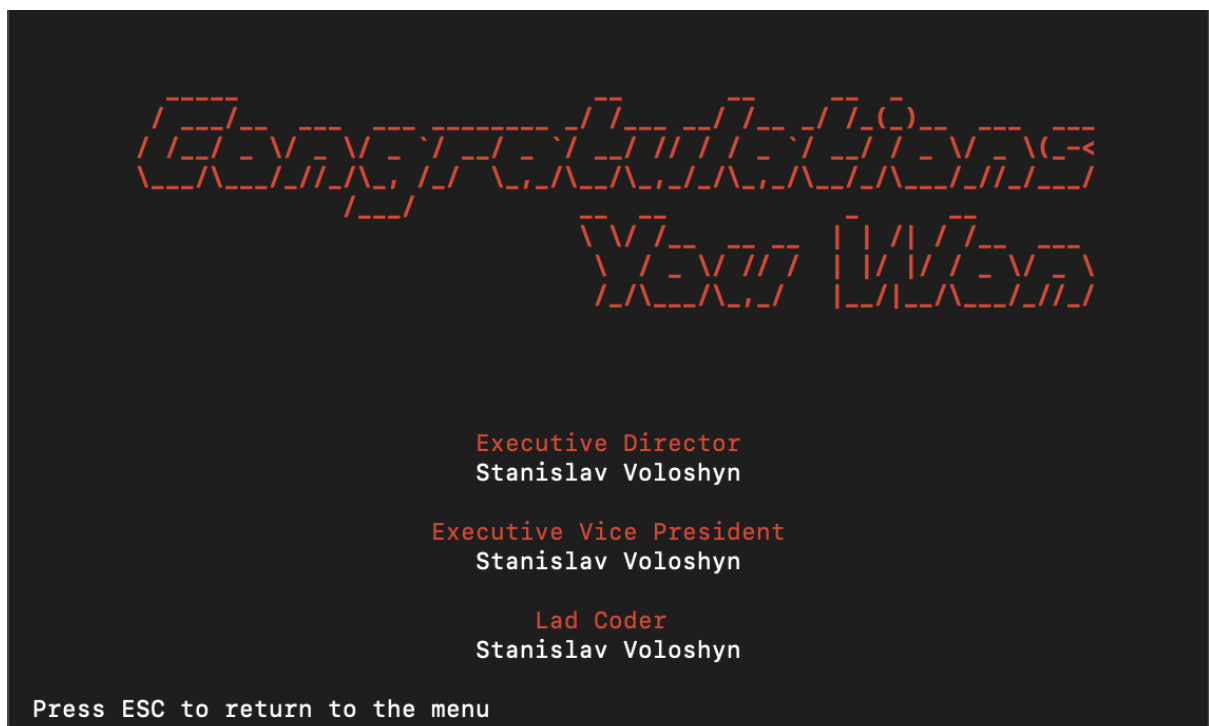 Congratulations
You Won
Executive Director
Stanislav Voloshyn
Executive Vice President
Stanislav Voloshyn
Lad Coder
Stanislav Voloshyn
Press ESC to return to the menu